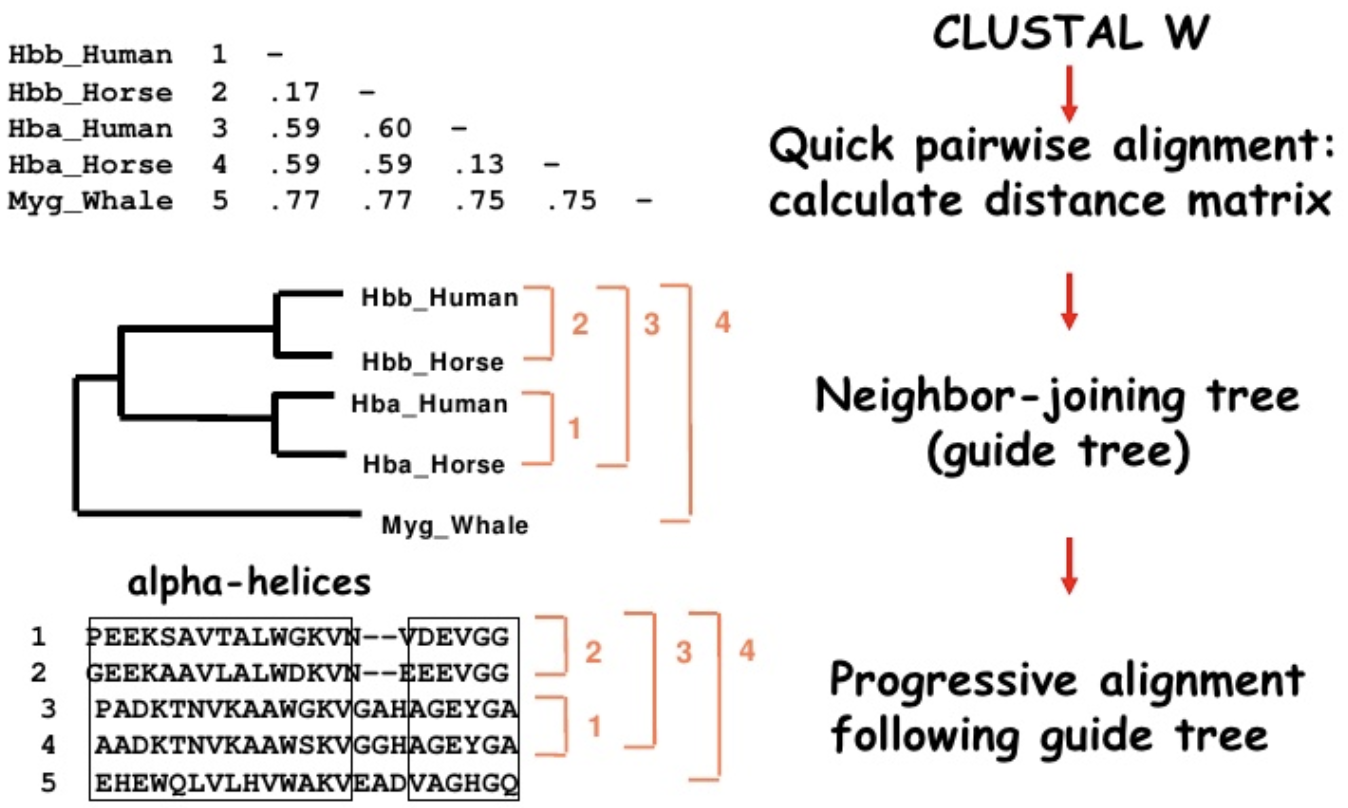 CLUSTAL W
Hbb_Human 1 -
Hbb_Horse 2 .17 -
Hba_Human 3 .59 .60 -
Hba_Horse 4 .59 .59 .13 -
Myg_Whale 5 .77 .77 .75 .75 -
Quick pairwise alignment:
calculate distance matrix
Hbb_Human
Hbb_Horse
Hba_Human
Hba_Horse
Myg_Whale
2 3 4
1
Neighbor-joining tree
(guide tree)
alpha-helices
1 PEEKSAVTALWGKVN--VDEVGG
2 GEEKAAVLALWDKVN--EEEVGG
3 PADKTNVKAAWGKVGAHAGEYGA
4 AADKTNVKAAWSKVGGHAGEYGA
5 EHEWQLVLHVWAKVEADVAGHGQ
2 3 4
1
Progressive alignment
following guide tree